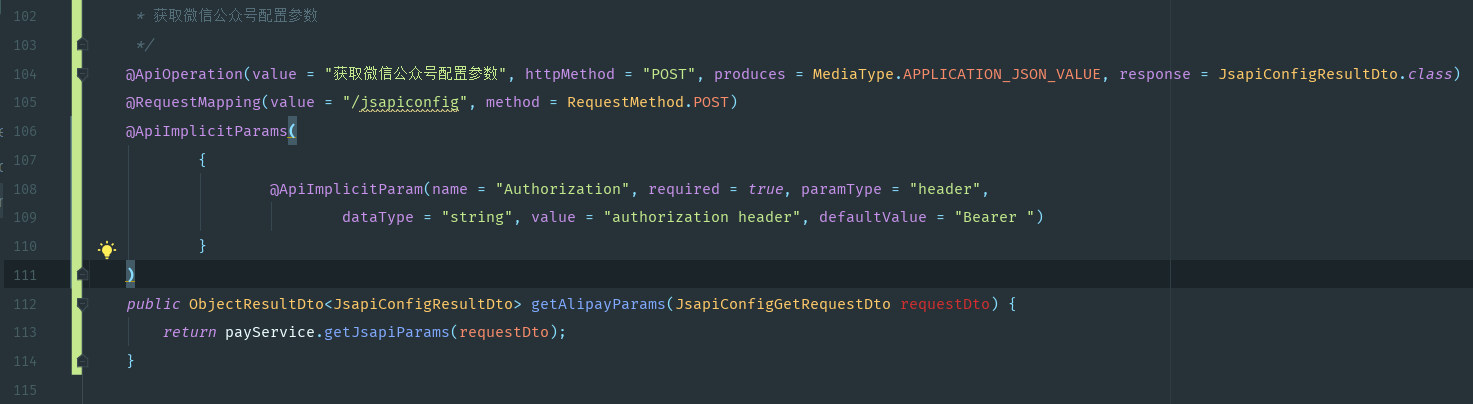 102 * 获取微信公众号配置参数
103 */
104 @ApiOperation(value = "获取微信公众号配置参数", httpMethod = "POST", produces = MediaType.APPLICATION_JSON_VALUE, response = JsapiConfigResultDto.class)
105 @RequestMapping(value = "/jsapiconfig", method = RequestMethod.POST)
106 @ApiImplicitParams(
107 {
108 @ApiImplicitParam(name = "Authorization", required = true, paramType = "header",
109 dataType = "string", value = "authorization header", defaultValue = "Bearer ")
110 }
111 )
112 public ObjectResultDto<JsapiConfigResultDto> getAlipayParams(JsapiConfigGetRequestDto requestDto) {
113 return payService.getJsapiParams(requestDto);
114 }
115